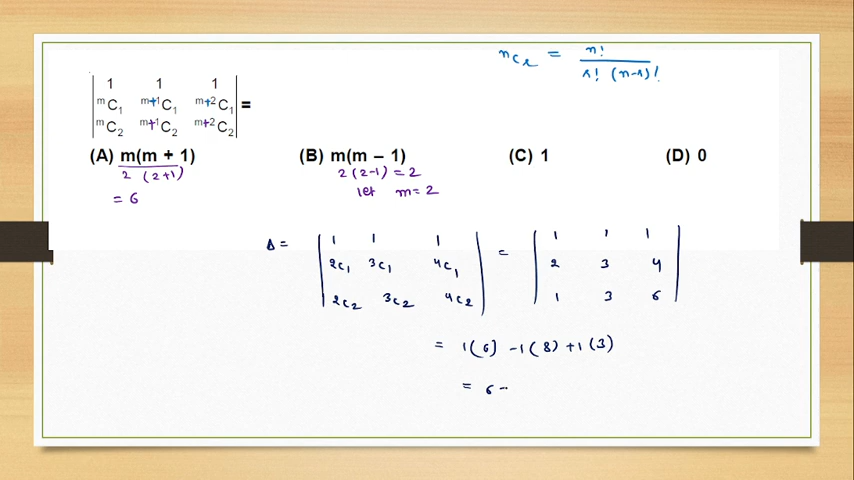 nCr = n! / r! (n-r)!
| 1 1 1 |
| ᵐC₁ ᵐ⁺¹C₁ ᵐ⁺²C₁ | =
| ᵐC₂ ᵐ⁺¹C₂ ᵐ⁺²C₂ |
(A) m(m + 1) (B) m(m – 1) (C) 1 (D) 0
2 (2+1) 2 (2-1) = 2
= 6 let m = 2
Δ = | 1 1 1 | = | 1 1 1 |
| 2C₁ 3C₁ 4C₁ | | 2 3 4 |
| 2C₂ 3C₂ 4C₂ | | 1 3 6 |
= 1(6) -1(8) +1(3)
= 6 -